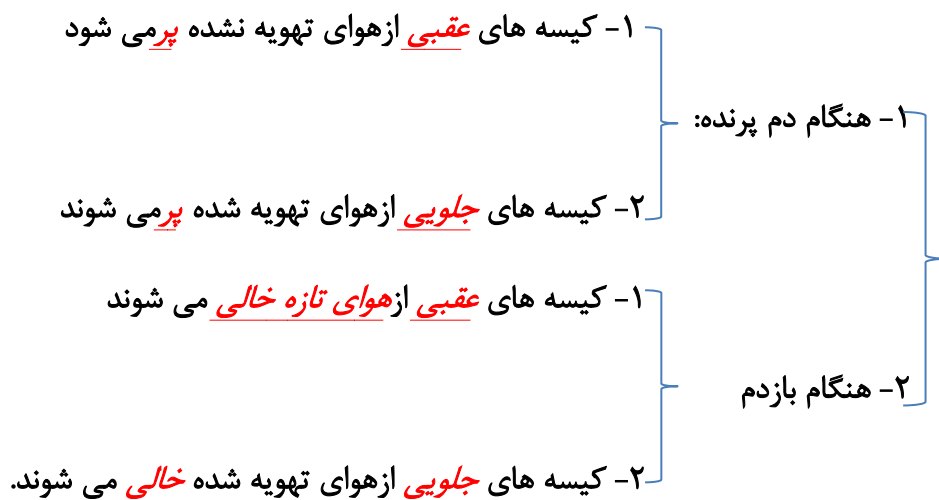 ۱- هنگام دم پرنده:
۱- کیسه های عقبی ازهوای تهویه نشده پرمی شود
۲- کیسه های جلویی ازهوای تهویه شده پرمی شوند
۲- هنگام بازدم
۱- کیسه های عقبی ازهوای تازه خالی می شوند
۲- کیسه های جلویی ازهوای تهویه شده خالی می شوند.